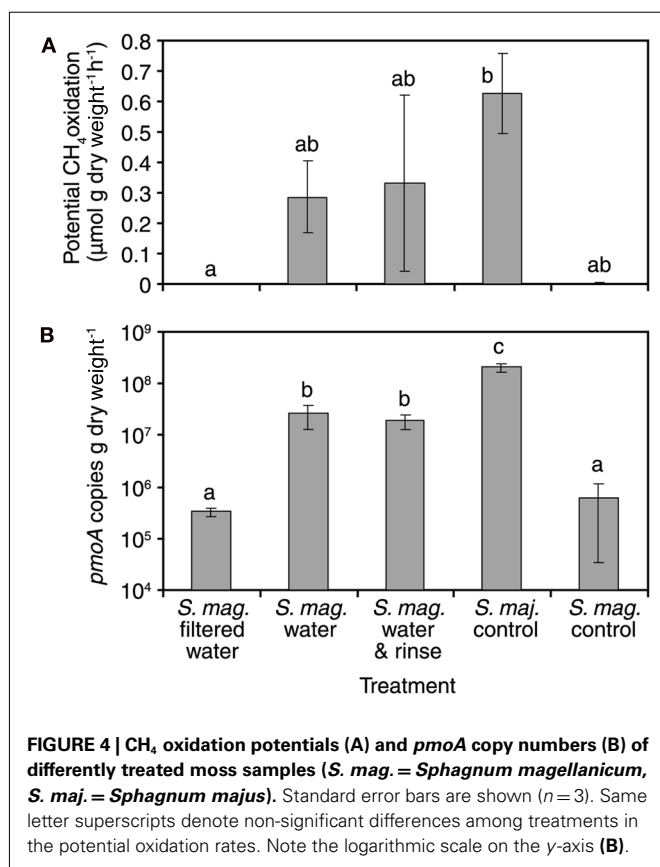 A
Potential CH₄ oxidation
(µmol g dry weight⁻¹h⁻¹)
0.8
0.7
0.6
0.5
0.4
0.3
0.2
0.1
0
a
ab
ab
b
ab
B
pmoA copies g dry weight⁻¹
10⁹
10⁸
10⁷
10⁶
10⁵
10⁴
a
b
b
c
a
S. mag.
filtered
water
S. mag.
water
S. mag.
water
& rinse
S. maj.
control
S. mag.
control
Treatment
FIGURE 4 | CH₄ oxidation potentials (A) and pmoA copy numbers (B) of
differently treated moss samples (S. mag. = Sphagnum magellanicum,
S. maj. = Sphagnum majus). Standard error bars are shown (n = 3). Same
letter superscripts denote non-significant differences among treatments in
the potential oxidation rates. Note the logarithmic scale on the y-axis (B).